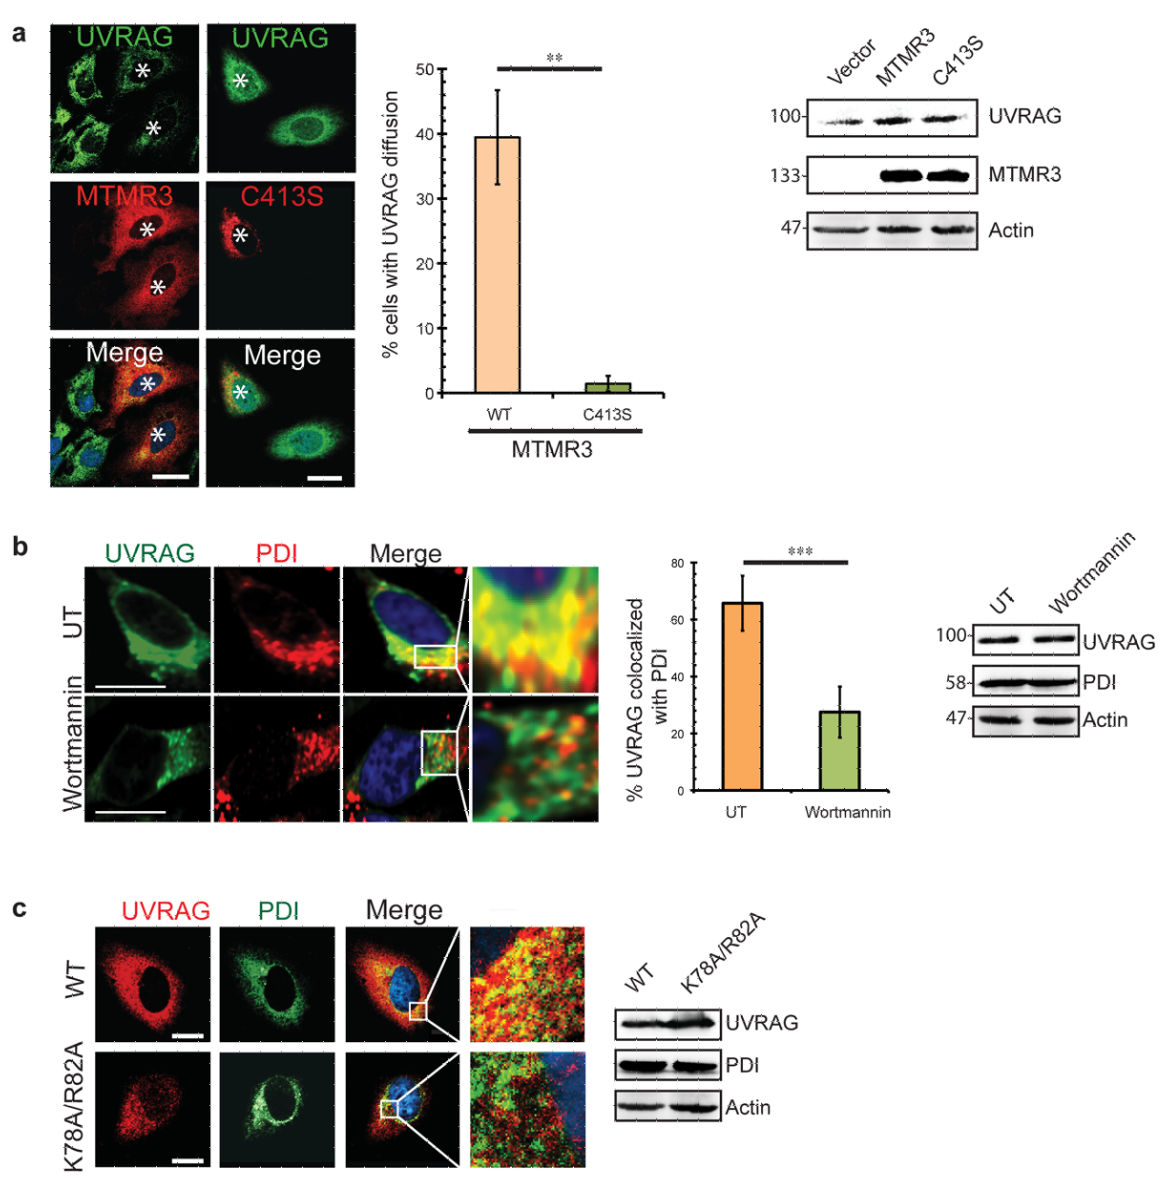 a
UVRAG
UVRAG
*
*
*
MTMR3
C413S
*
*
*
Merge
Merge
*
*
*
% cells with UVRAG diffusion
50
40
30
20
10
0
**
WT
C413S
MTMR3
Vector
MTMR3
C413S
100
UVRAG
133
MTMR3
47
Actin
b
UVRAG
PDI
Merge
UT
Wortmannin
% UVRAG colocalized
with PDI
80
60
40
20
0
***
UT
Wortmannin
UT
Wortmannin
100
UVRAG
58
PDI
47
Actin
c
UVRAG
PDI
Merge
WT
K78A/R82A
WT
K78A/R82A
UVRAG
PDI
Actin